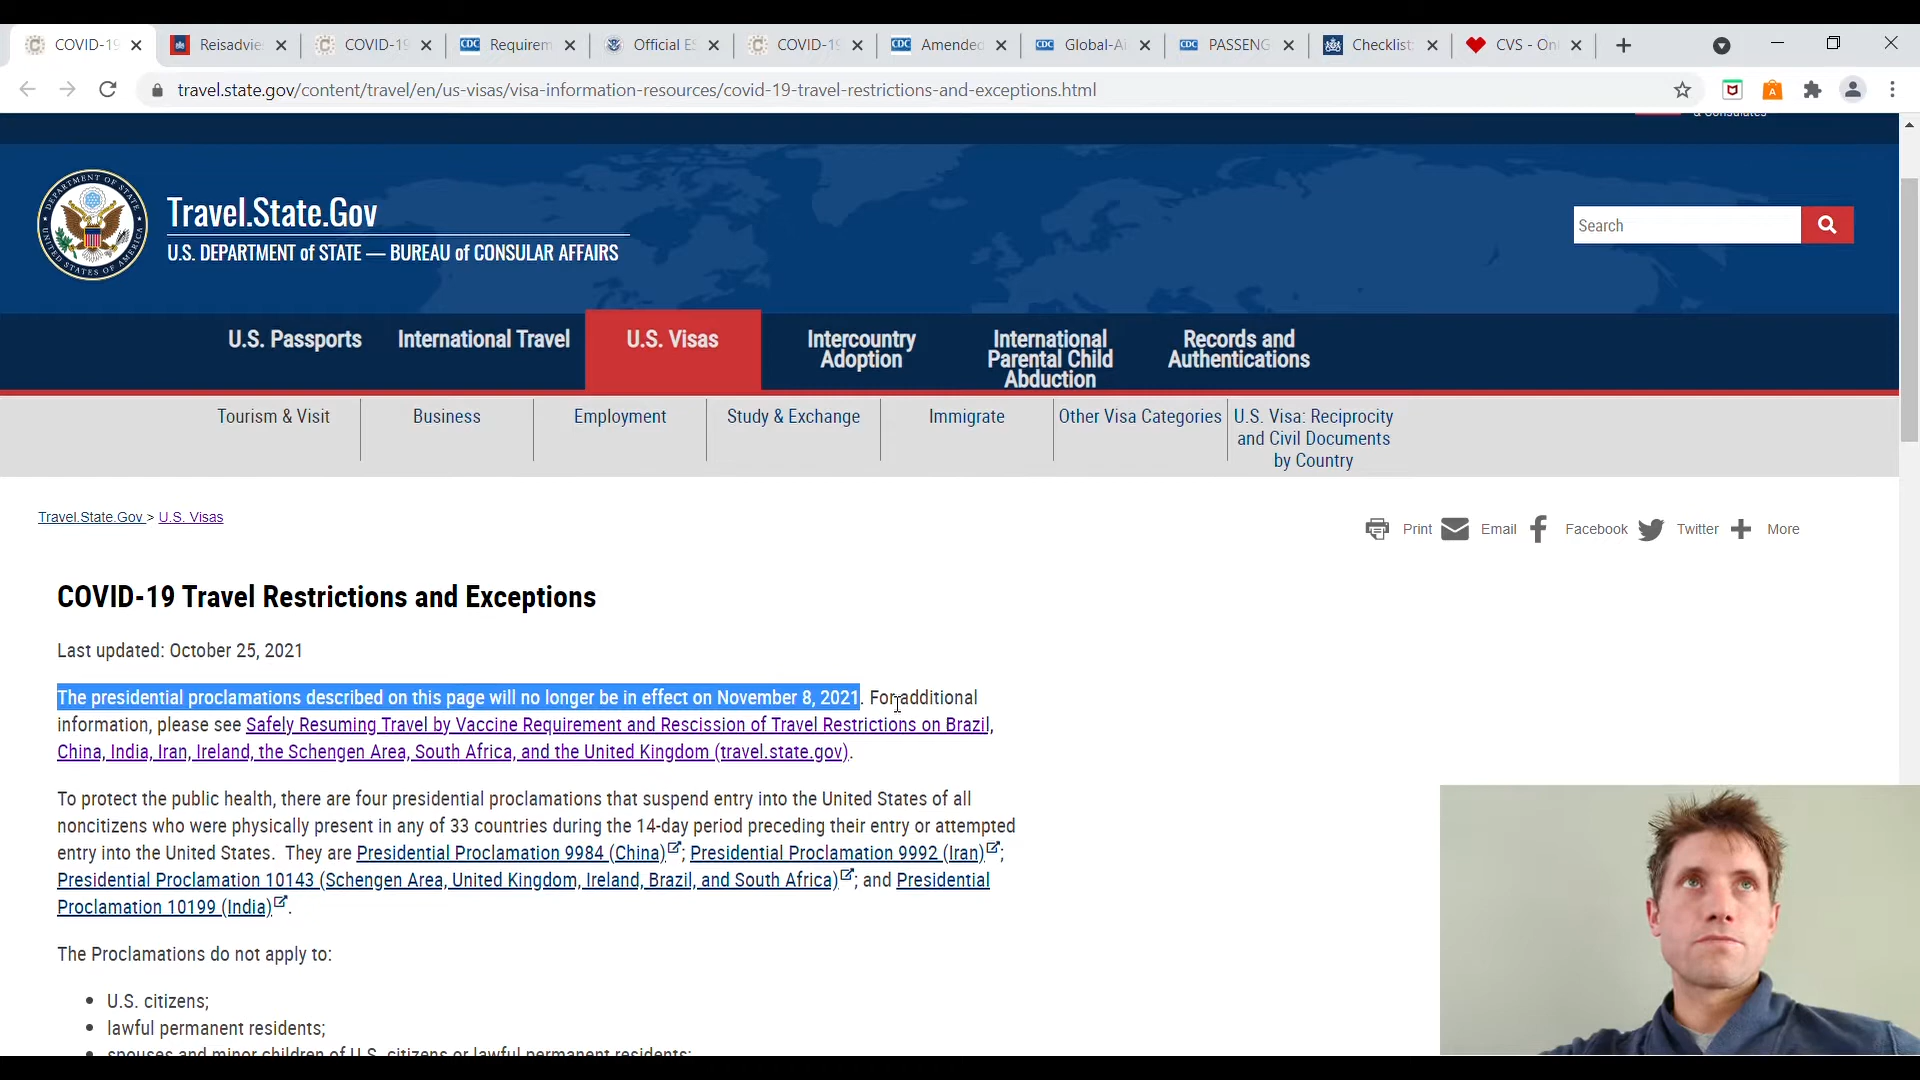 COVID-19
Reisadvie
COVID-19
Requirem
Official ES
COVID-19
Amended
Global-Ai
PASSENG
Checklist
CVS - Onl
travel.state.gov/content/travel/en/us-visas/visa-information-resources/covid-19-travel-restrictions-and-exceptions.html
& Consulates
Travel.State.Gov
U.S. DEPARTMENT of STATE — BUREAU of CONSULAR AFFAIRS
Search
U.S. Passports
International Travel
U.S. Visas
Intercountry
Adoption
International
Parental Child
Abduction
Records and
Authentications
Tourism & Visit
Business
Employment
Study & Exchange
Immigrate
Other Visa Categories
U.S. Visa: Reciprocity
and Civil Documents
by Country
Travel.State.Gov > U.S. Visas
Print
Email
Facebook
Twitter
More
COVID-19 Travel Restrictions and Exceptions
Last updated: October 25, 2021
The presidential proclamations described on this page will no longer be in effect on November 8, 2021. For additional
information, please see Safely Resuming Travel by Vaccine Requirement and Rescission of Travel Restrictions on Brazil,
China, India, Iran, Ireland, the Schengen Area, South Africa, and the United Kingdom (travel.state.gov).
To protect the public health, there are four presidential proclamations that suspend entry into the United States of all
noncitizens who were physically present in any of 33 countries during the 14-day period preceding their entry or attempted
entry into the United States. They are Presidential Proclamation 9984 (China); Presidential Proclamation 9992 (Iran);
Presidential Proclamation 10143 (Schengen Area, United Kingdom, Ireland, Brazil, and South Africa); and Presidential
Proclamation 10199 (India).
The Proclamations do not apply to:
• U.S. citizens;
• lawful permanent residents;
• spouses and minor children of U.S. citizens or lawful permanent residents;